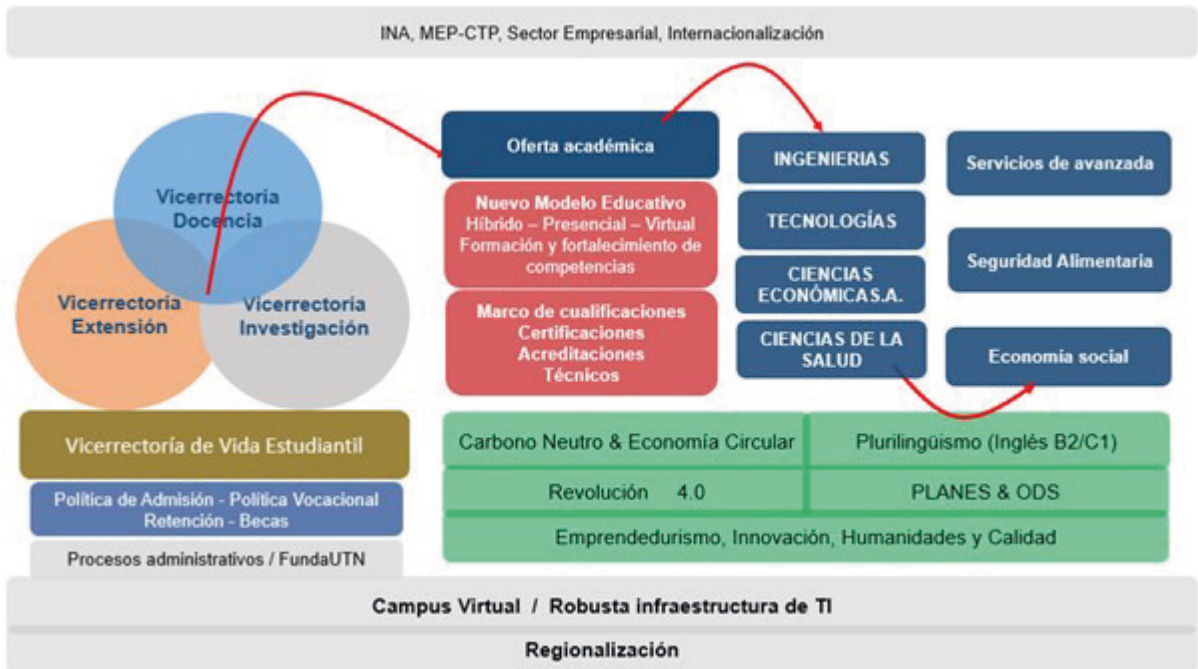 INA, MEP-CTP, Sector Empresarial, Internacionalización
Vicerrectoria
Docencia
Vicerrectoría
Extensión
Vicerrectoría
Investigación
Vicerrectoría de Vida Estudiantil
Política de Admisión - Política Vocacional
Retención - Becas
Procesos administrativos / FundaUTN
Oferta académica
Nuevo Modelo Educativo
Híbrido – Presencial – Virtual
Formación y fortalecimiento de
competencias
Marco de cualificaciones
Certificaciones
Acreditaciones
Técnicos
INGENIERIAS
TECNOLOGÍAS
CIENCIAS
ECONÓMICAS.A.
CIENCIAS DE LA
SALUD
Servicios de avanzada
Seguridad Alimentaria
Economía social
Carbono Neutro & Economía Circular
Plurilingüismo (Inglés B2/C1)
Revolución 4.0
PLANES & ODS
Emprendedurismo, Innovación, Humanidades y Calidad
Campus Virtual / Robusta infraestructura de TI
Regionalización